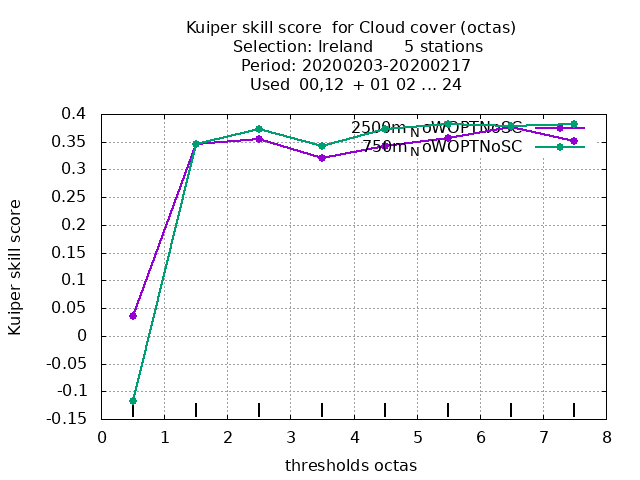 Kuiper skill score  for Cloud cover (octas)
Selection: Ireland      5 stations
Period: 20200203-20200217
Used  00,12  + 01 02 ... 24
0.4
0.35
0.3
0.25
0.2
0.15
0.1
0.05
0
-0.05
-0.1
-0.15
Kuiper skill score
2500m_NoWOPTNoSC
750m_NoWOPTNoSC
0 1 2 3 4 5 6 7 8
thresholds octas